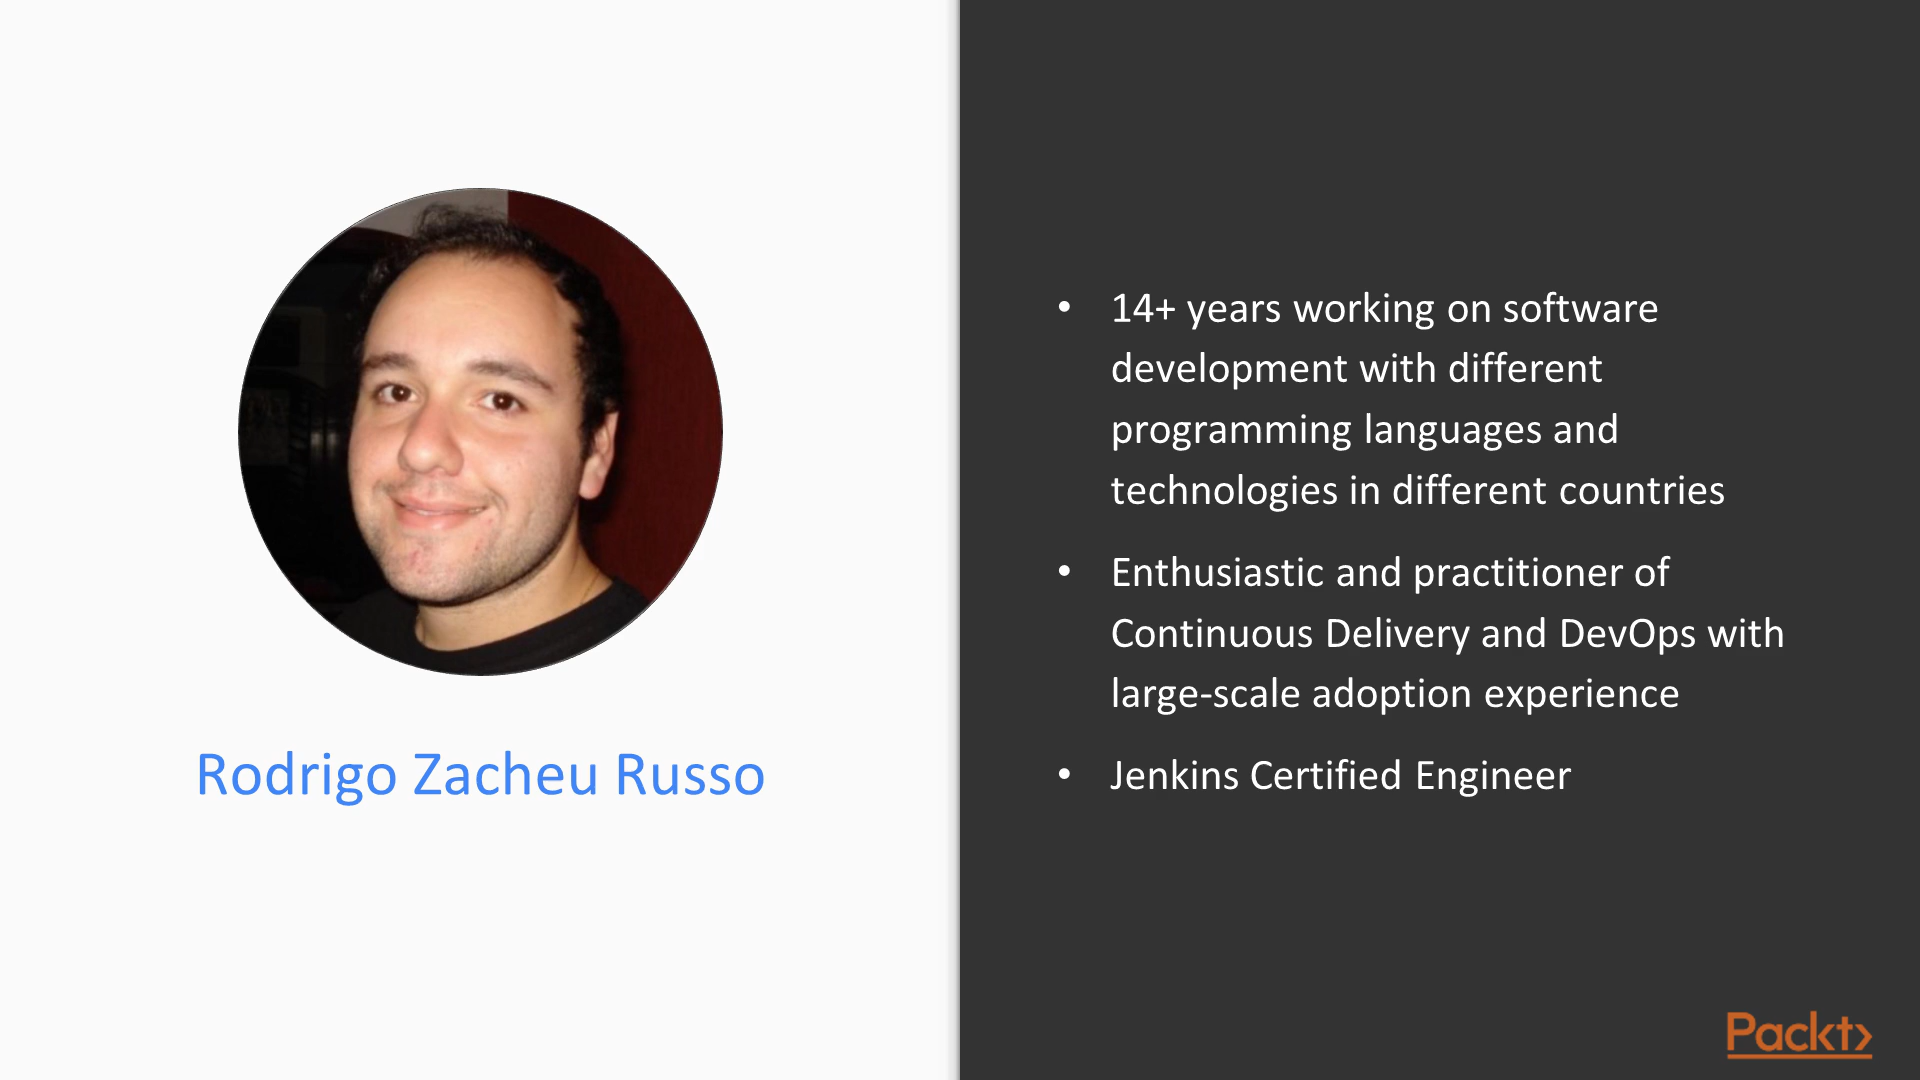 Rodrigo Zacheu Russo
• 14+ years working on software
development with different
programming languages and
technologies in different countries
• Enthusiastic and practitioner of
Continuous Delivery and DevOps with
large-scale adoption experience
• Jenkins Certified Engineer
Packt>